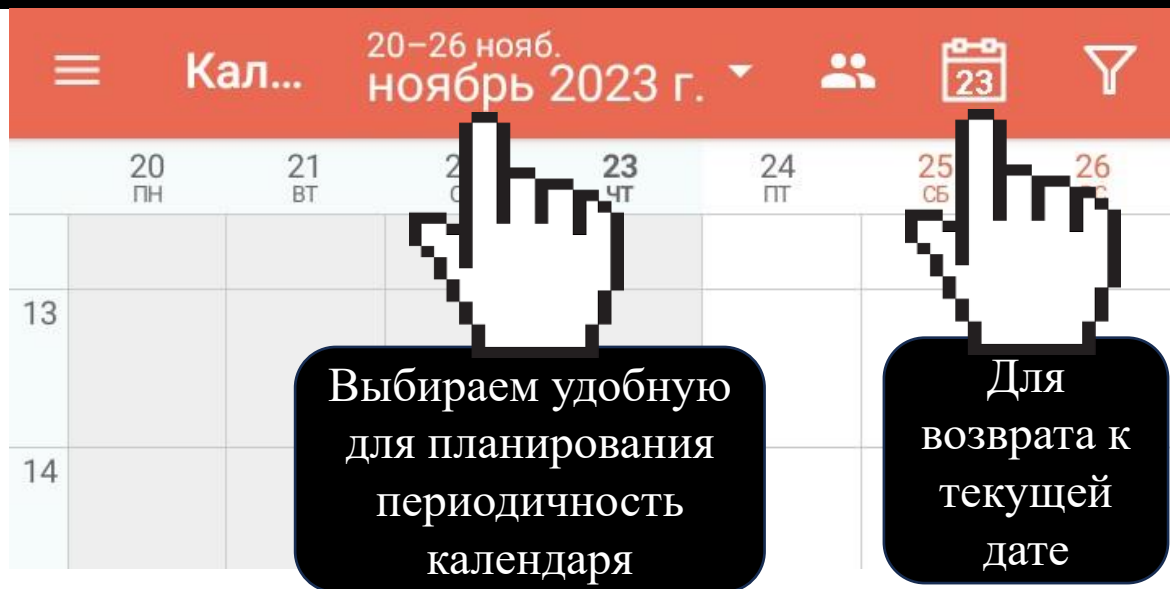 20–26 нояб.
Кал...
ноябрь 2023 г.
23
20
21
23
24
25
26
ПН
ВТ
ЧТ
ПТ
СБ
13
14
Выбираем удобную
для планирования
периодичность
календаря
Для
возврата к
текущей
дате